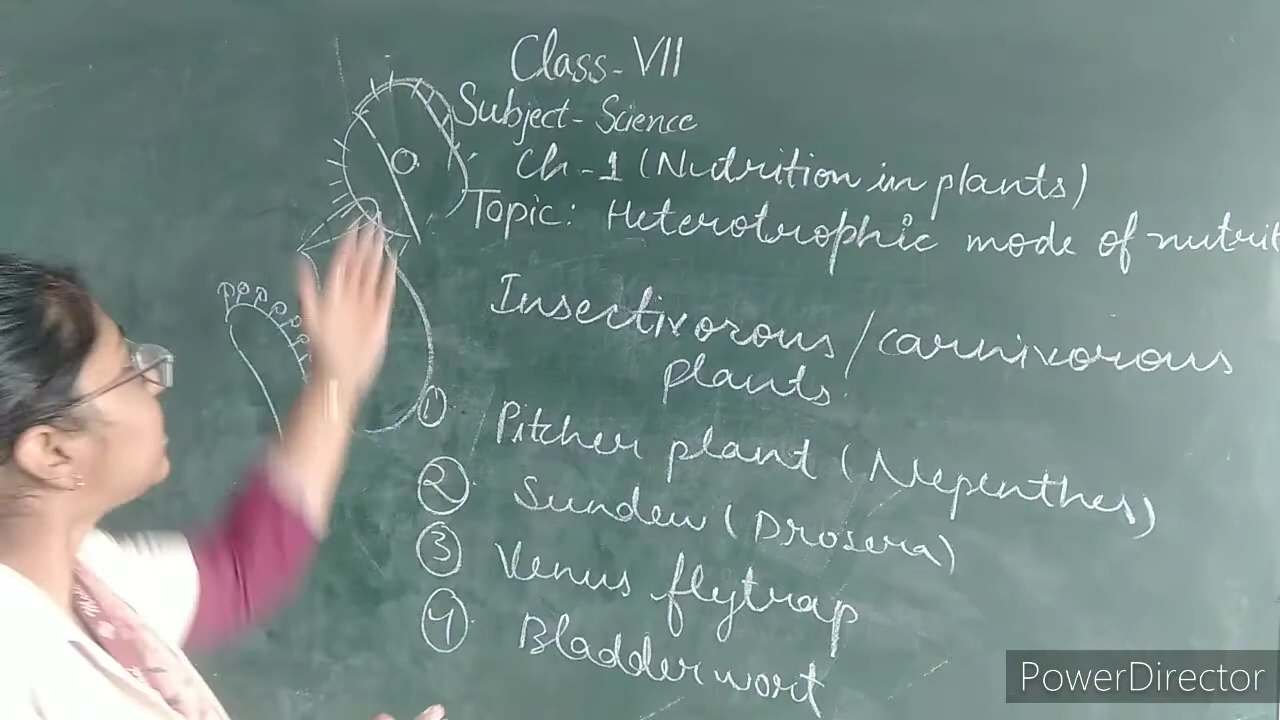 Class-VII
Subject-Science
Ch-1 (Nutrition in plants)
Topic: Heterotrophic mode of nutrit
Insectivorous/carnivorous
plants.
① Pitcher plant (Nepenthes)
② Sundew (Drosera)
③ Venus flytrap
④ Bladderwort
PowerDirector